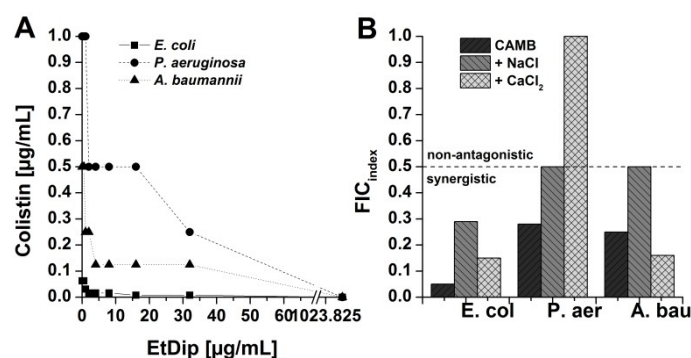 A
Colistin [µg/mL]
1.0
0.9
0.8
0.7
0.6
0.5
0.4
0.3
0.2
0.1
0.0
E. coli
P. aeruginosa
A. baumannii
0 10 20 30 40 50 60 1023.825
EtDip [µg/mL]
B
FIC index
1.0
0.9
0.8
0.7
0.6
0.5
0.4
0.3
0.2
0.1
0.0
CAMB
+ NaCl
+ CaCl₂
non-antagonistic
synergistic
E. col P. aer A. bau